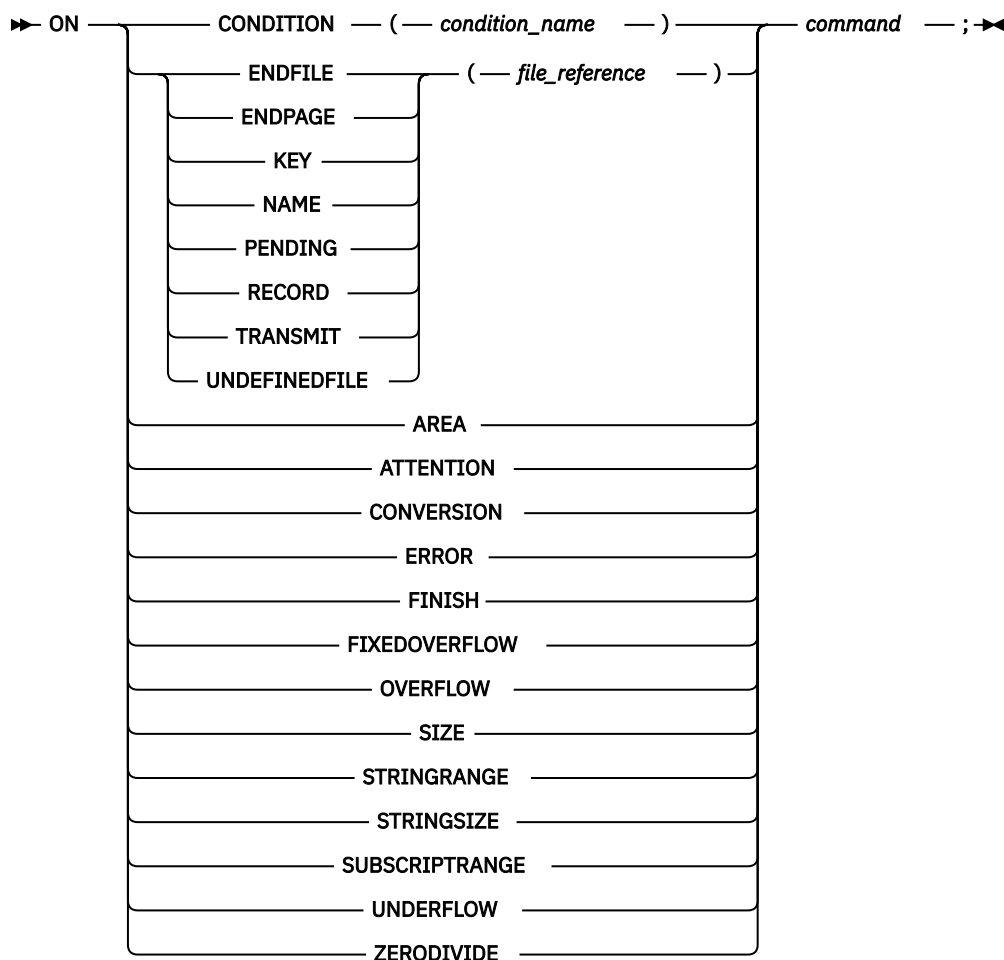 ON CONDITION ( condition_name ) command ;
ENDFILE ( file_reference )
ENDPAGE
KEY
NAME
PENDING
RECORD
TRANSMIT
UNDEFINEDFILE
AREA
ATTENTION
CONVERSION
ERROR
FINISH
FIXEDOVERFLOW
OVERFLOW
SIZE
STRINGRANGE
STRINGSIZE
SUBSCRIPTRANGE
UNDERFLOW
ZERODIVIDE